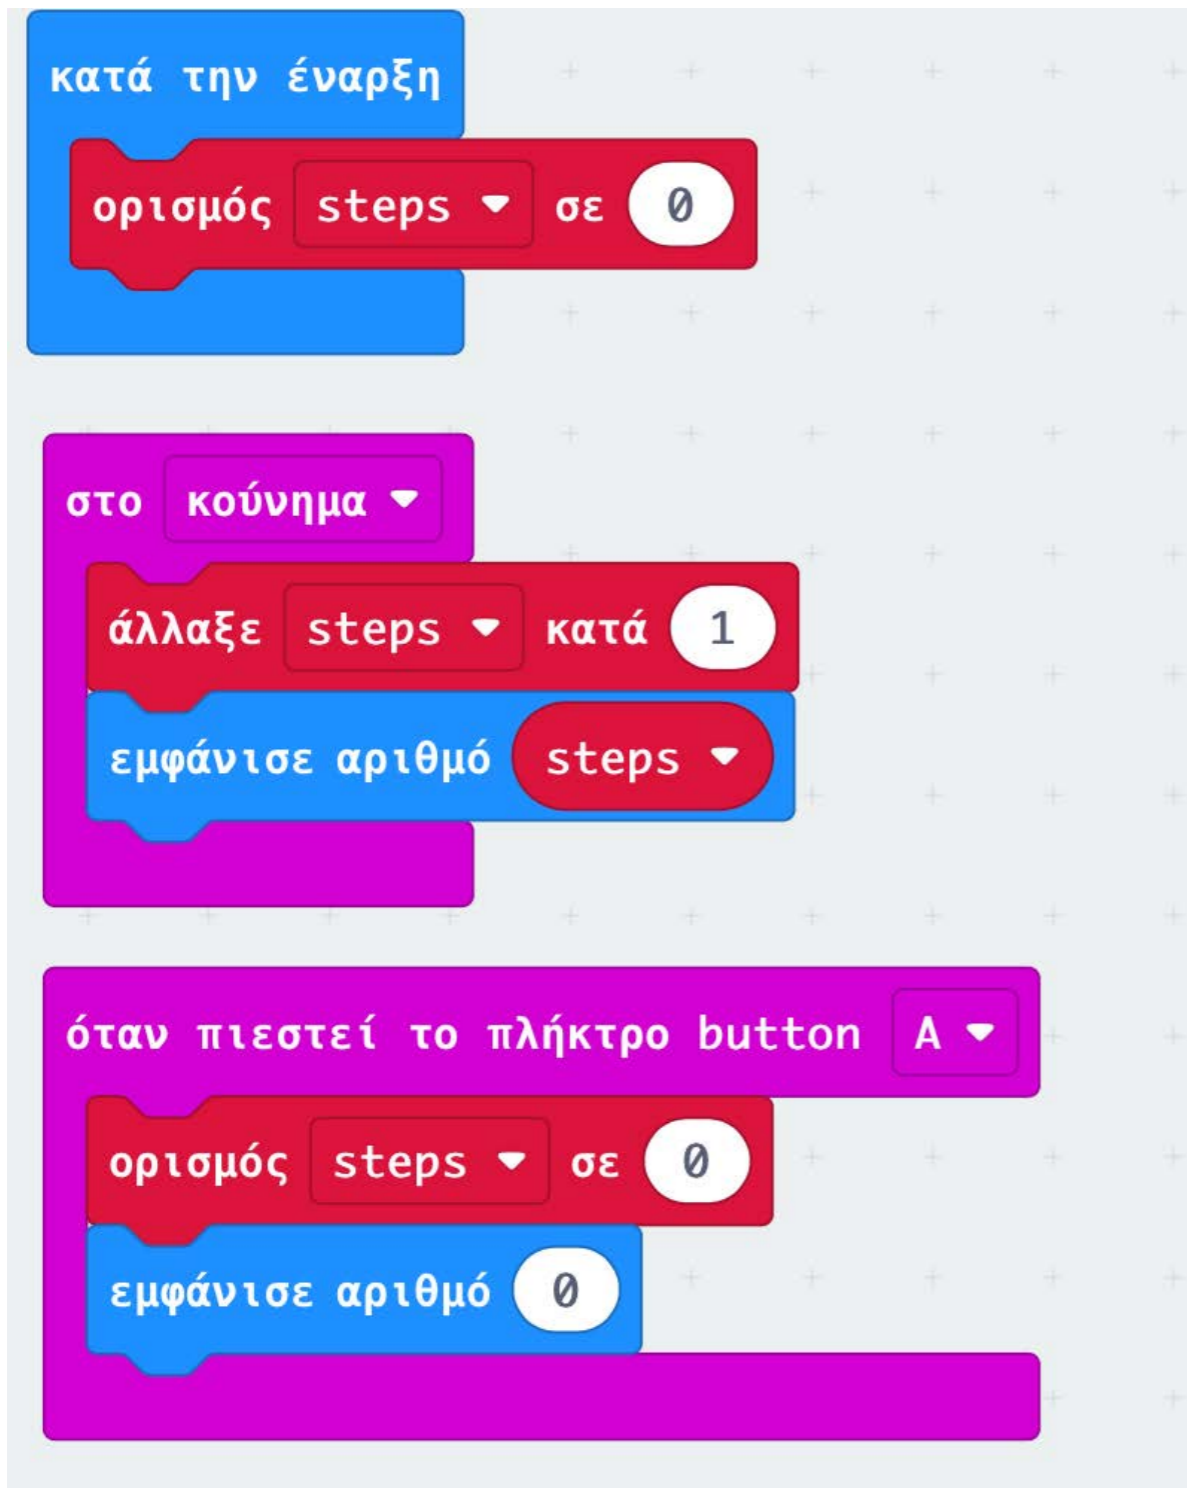 κατά την έναρξη
ορισμός steps σε 0
στο κούνημα
άλλαξε steps κατά 1
εμφάνισε αριθμό steps
όταν πιεστεί το πλήκτρο button A
ορισμός steps σε 0
εμφάνισε αριθμό 0